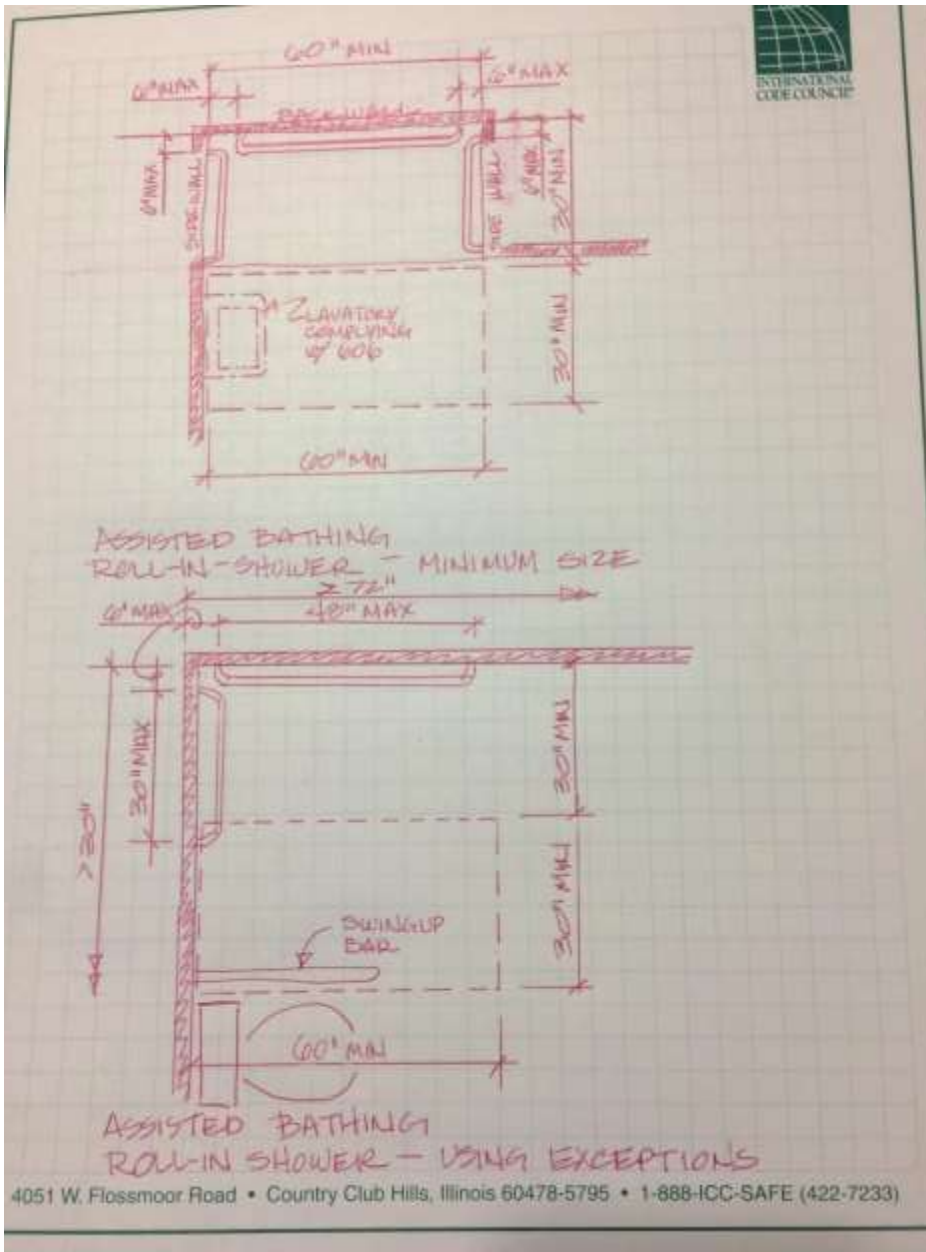 INTERNATIONAL
CODE COUNCIL®
60" MIN
6" MAX
6" MAX
BACK WALL
6" MAX
SIDE WALL
SIDE WALL
6" MAX
30" MIN
LAVATORY
COMPLYING
W/ 606
30" MIN
60" MIN
ASSISTED BATHING
ROLL-IN-SHOWER - MINIMUM SIZE
≥ 72"
6" MAX
48" MAX
30" MAX
30" MIN
30" MIN
SWINGUP
BAR
60" MIN
ASSISTED BATHING
ROLL-IN SHOWER - USING EXCEPTIONS
4051 W. Flossmoor Road • Country Club Hills, Illinois 60478-5795 • 1-888-ICC-SAFE (422-7233)